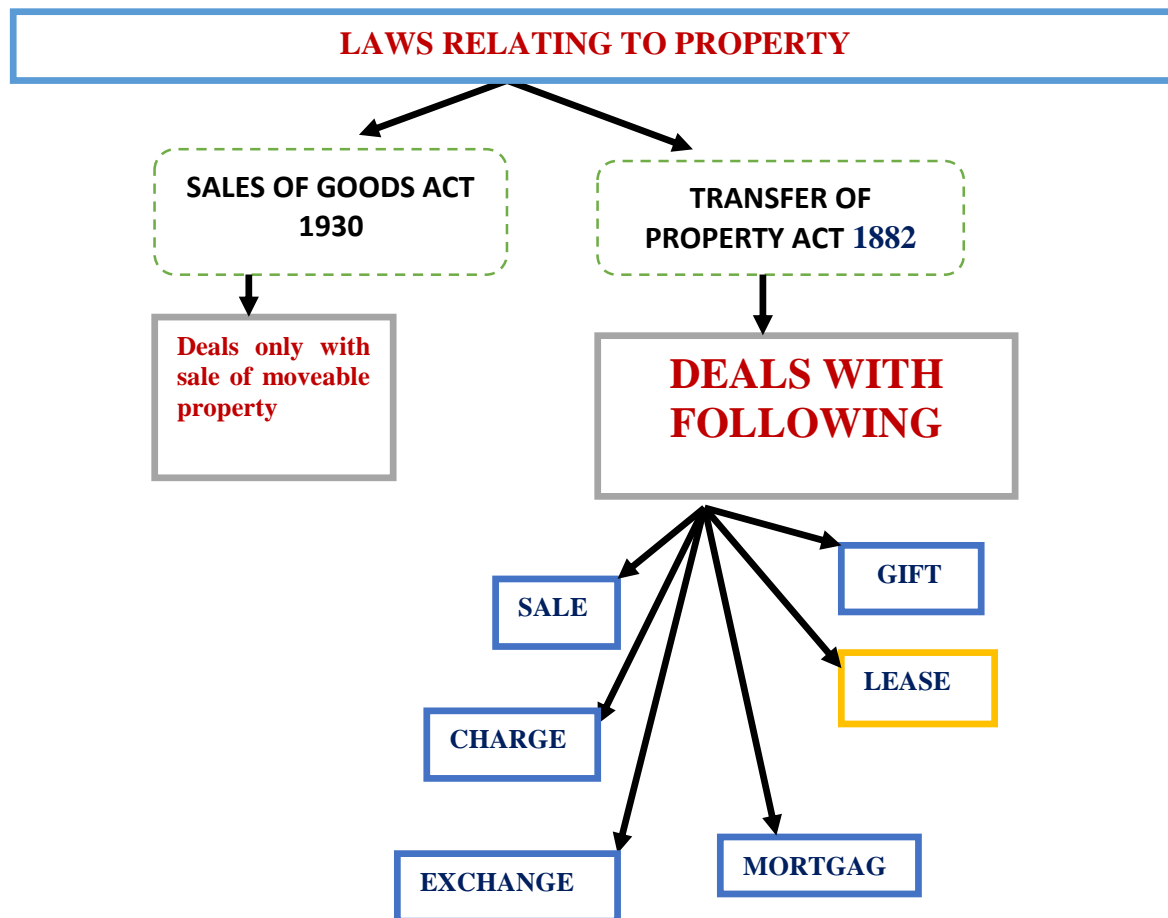 LAWS RELATING TO PROPERTY
SALES OF GOODS ACT
1930
TRANSFER OF
PROPERTY ACT 1882
Deals only with
sale of moveable
property
DEALS WITH
FOLLOWING
GIFT
SALE
LEASE
CHARGE
MORTGAG
EXCHANGE